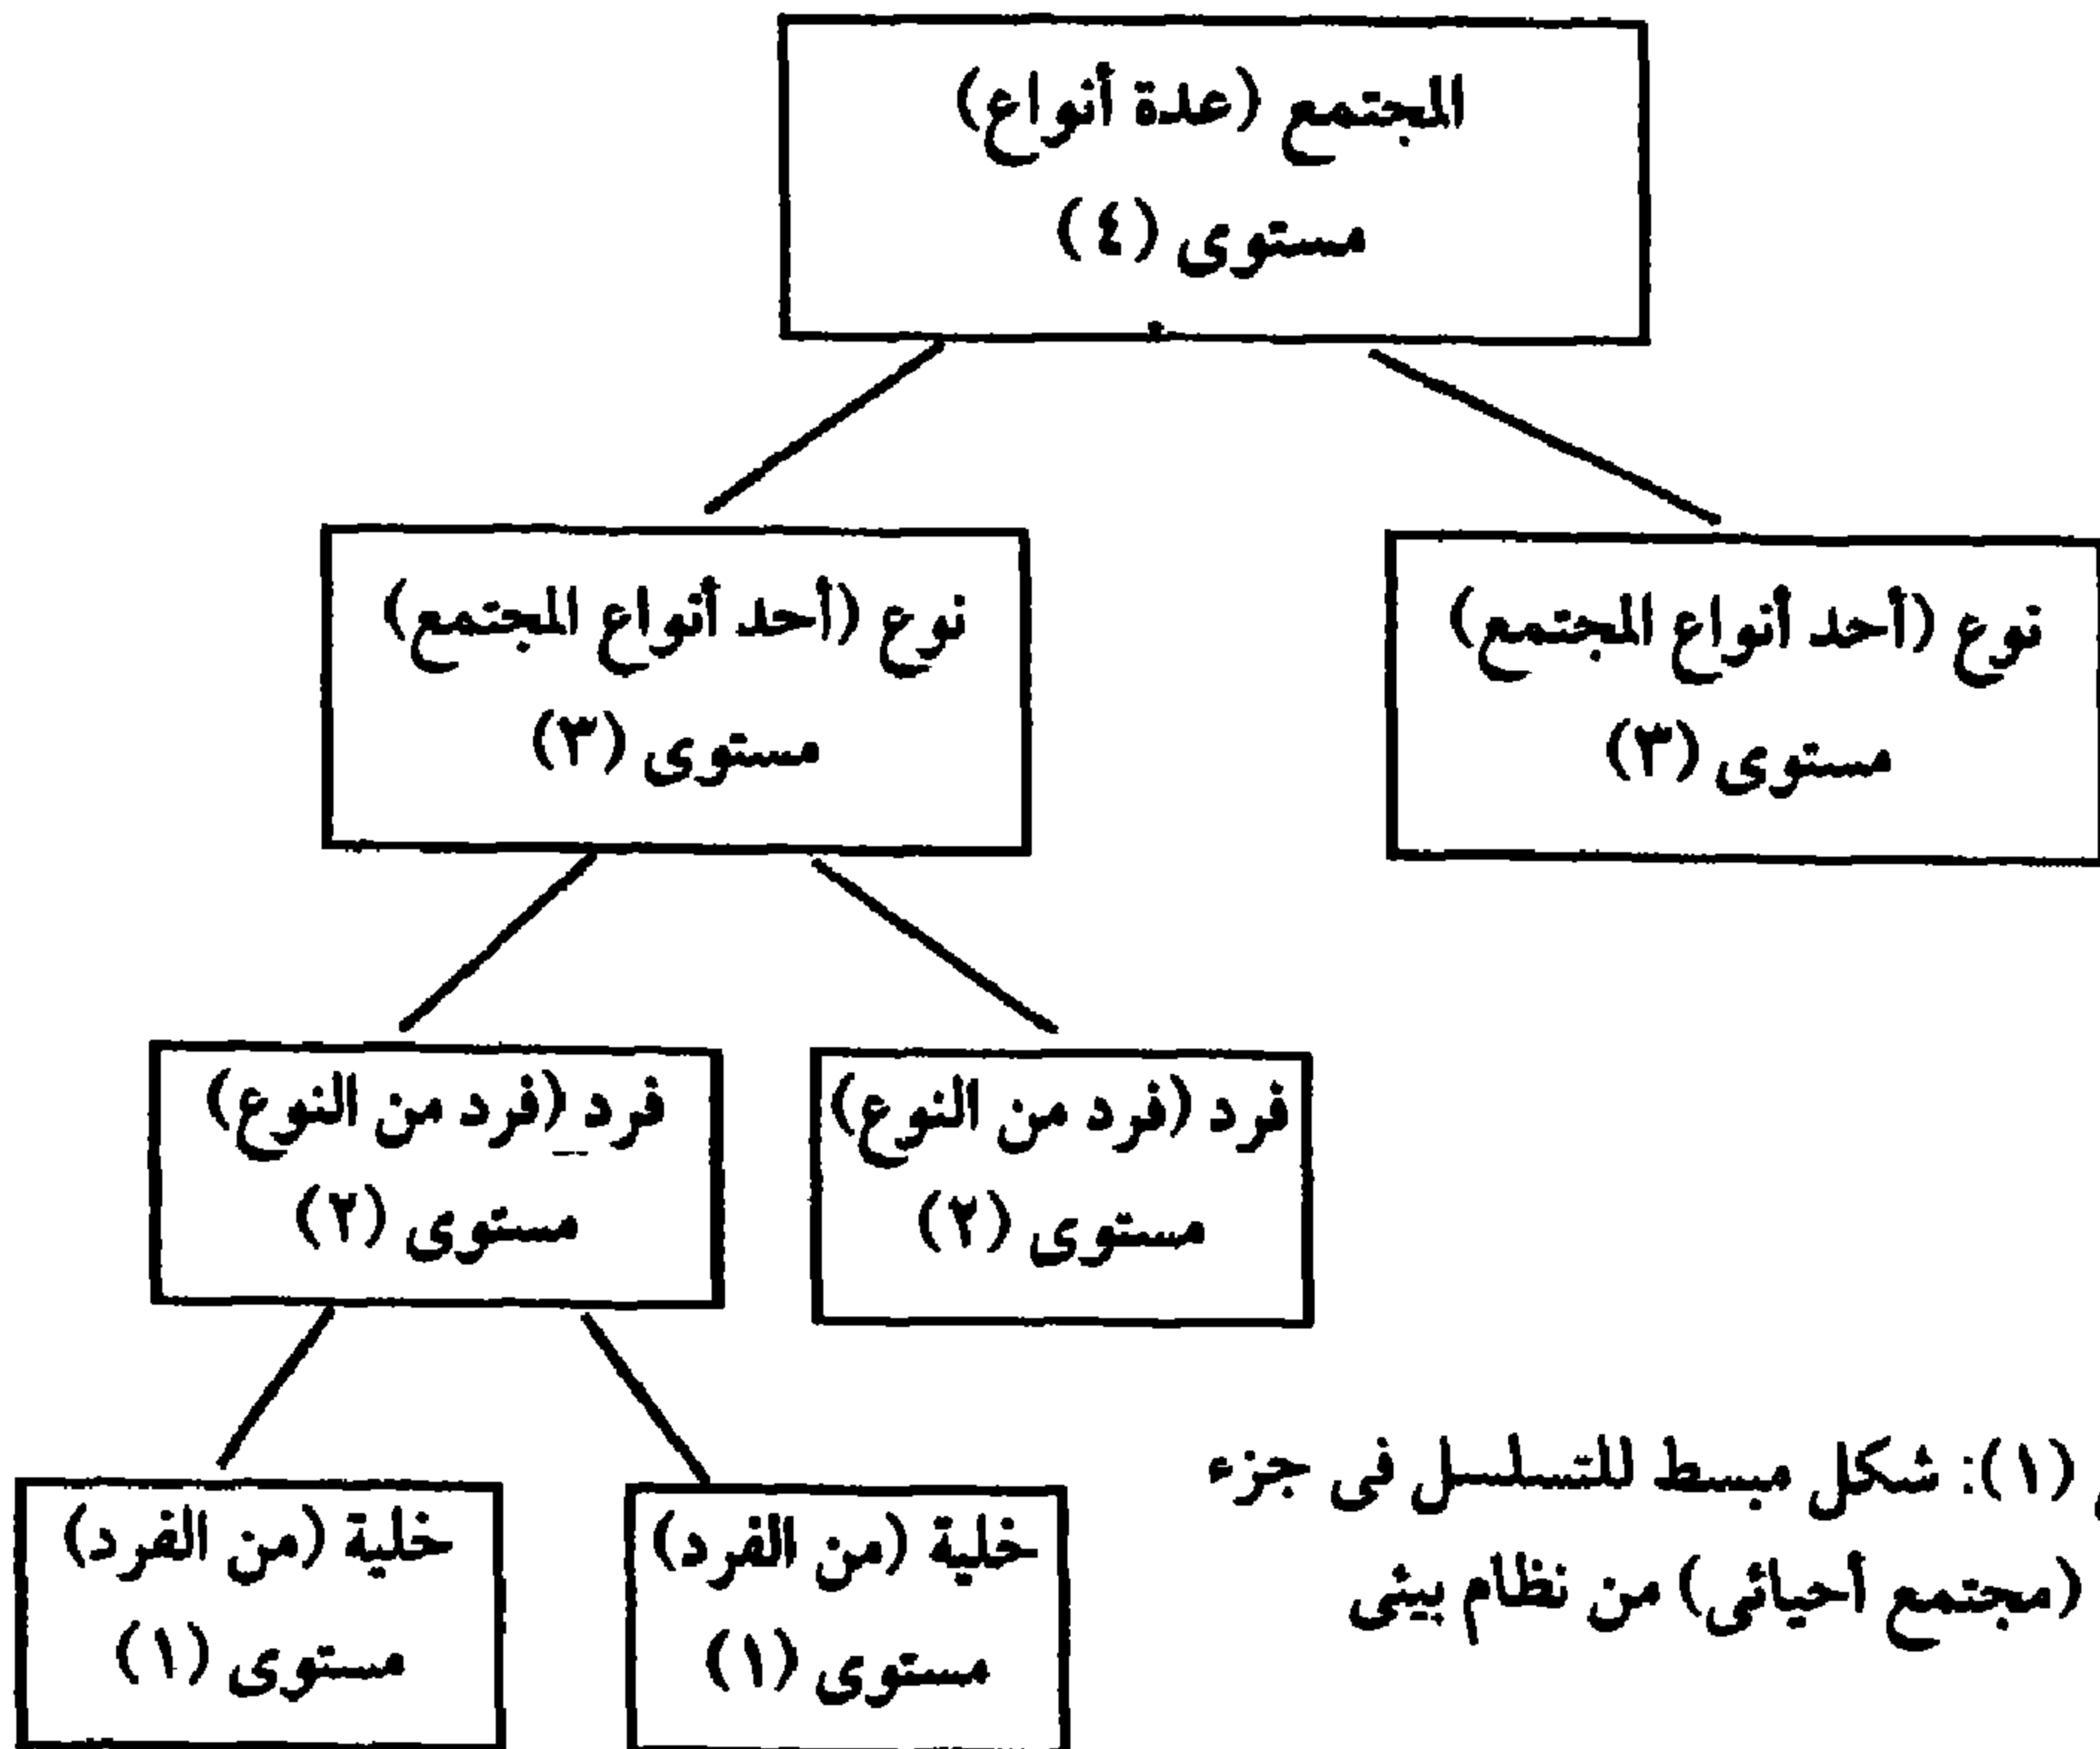 المجتمع (عدة أنواع)
مستوى (٤)
نوع (أحد أنواع المجتمع)
مستوى (٣)
نوع (أحد أنواع المجتمع)
مستوى (٣)
فرد (فرد من النوع)
مستوى (٢)
فرد (فرد من النوع)
مستوى (٢)
خلية (من الفرد)
مستوى (١)
خلية (من الفرد)
مستوى (١)
(١): شكل مبسط للتسلسل فى جزء
(مجتمع أحيائى) من نظام بيئى